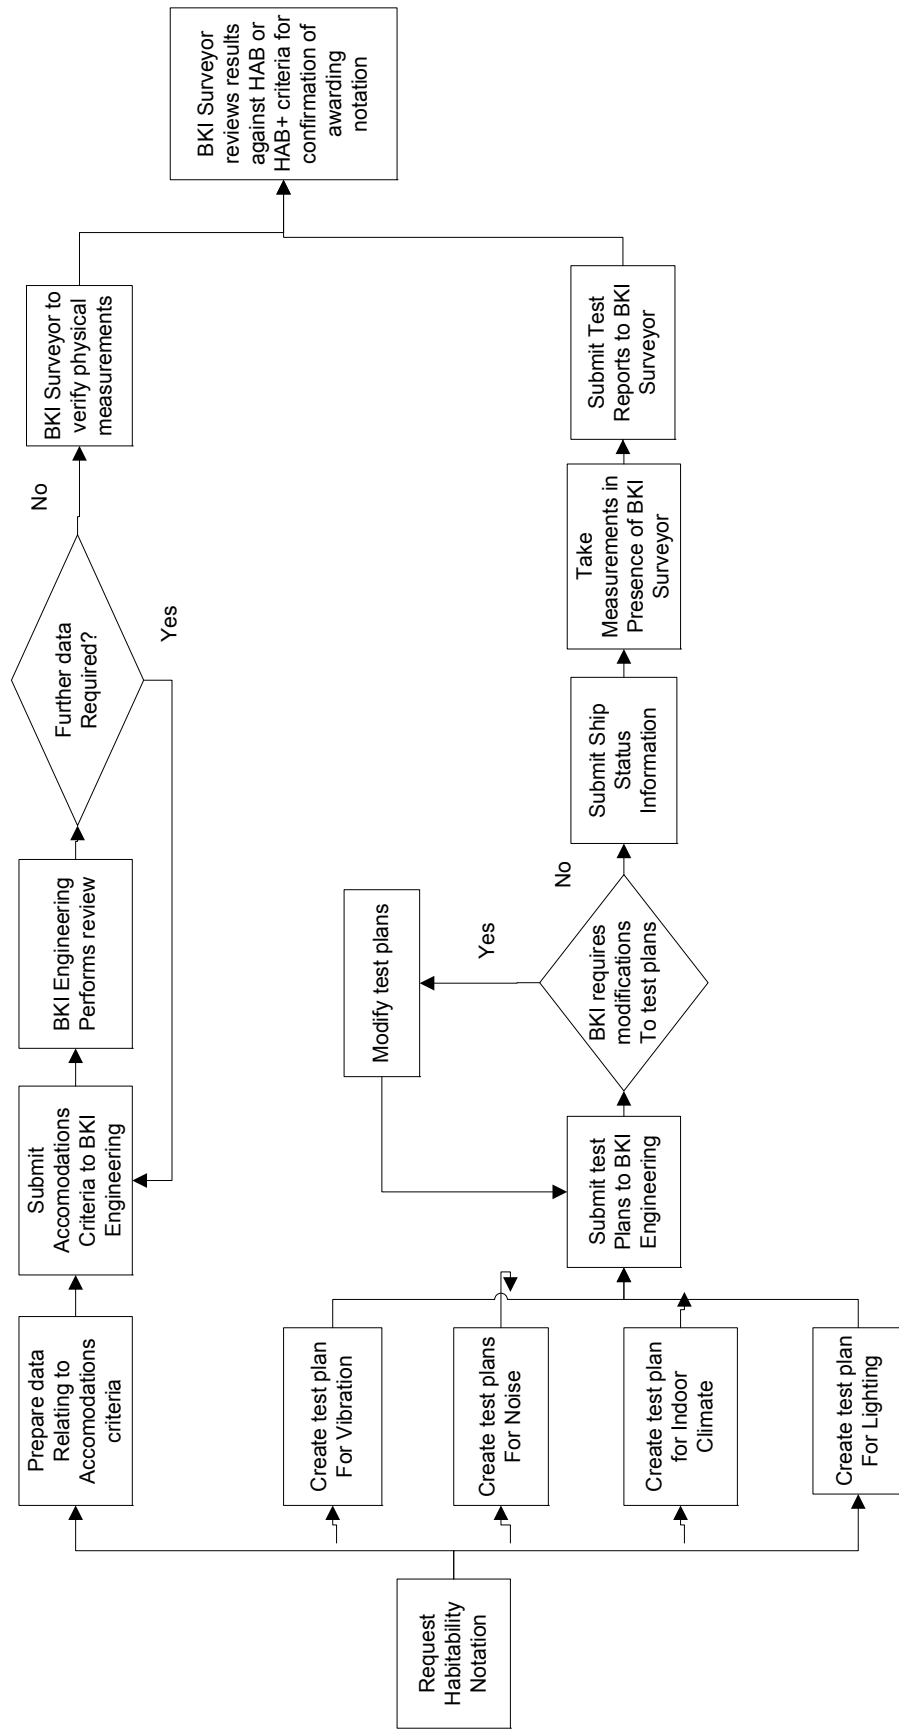 Request
Habitability
Notation
Prepare data
Relating to
Accomodations
criteria
Submit
Accomodations
Criteria to BKI
Engineering
BKI Engineering
Performs review
Further data
Required?
No
Yes
BKI Surveyor to
verify physical
measurements
Create test plan
For Vibration
Create test plans
For Noise
Create test plan
for Indoor
Climate
Create test plan
For Lighting
Submit test
Plans to BKI
Engineering
Modify test plans
Yes
BKI requires
modifications
To test plans
No
Submit Ship
Status
Information
Take
Measurements in
Presence of BKI
Surveyor
Submit Test
Reports to BKI
Surveyor
BKI Surveyor
reviews results
against HAB or
HAB+ criteria for
confirmation of
awarding
notation